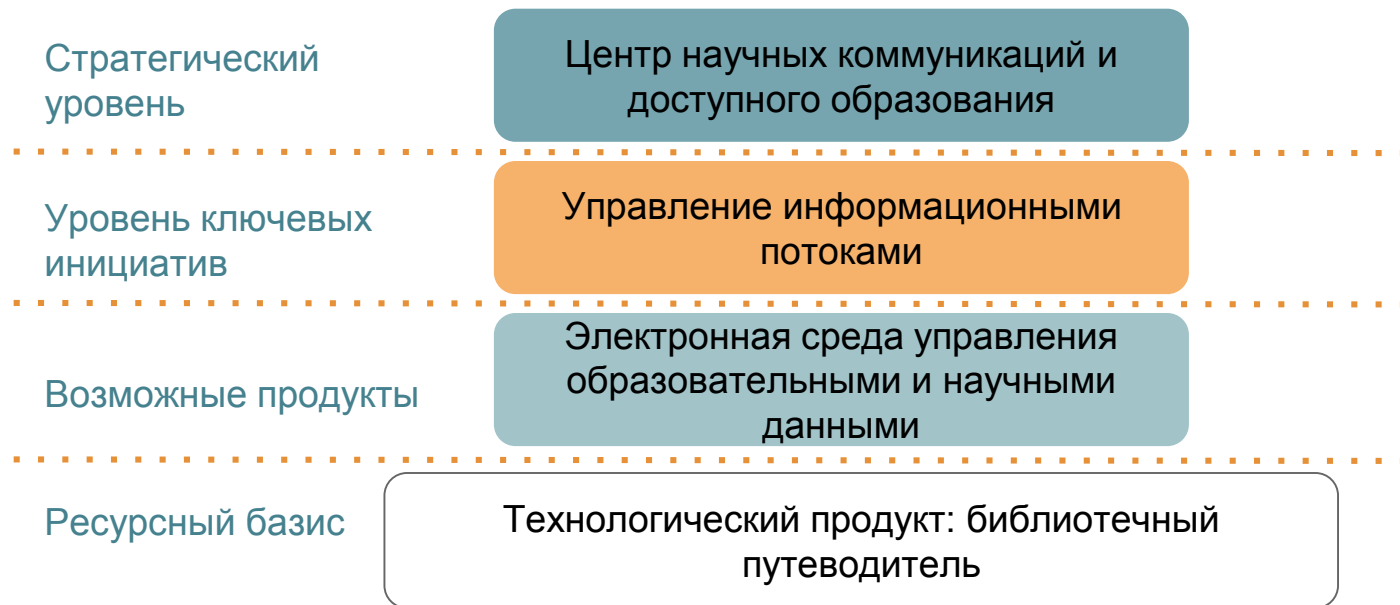 Стратегический
уровень
Центр научных коммуникаций и
доступного образования
Уровень ключевых
инициатив
Управление информационными
потоками
Возможные продукты
Электронная среда управления
образовательными и научными
данными
Ресурсный базис
Технологический продукт: библиотечный
путеводитель